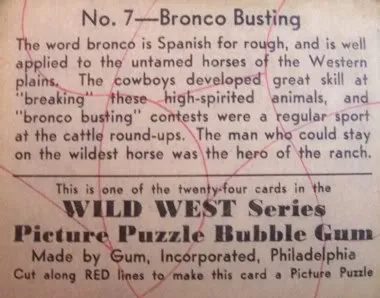 No. 7—Bronco Busting
The word bronco is Spanish for rough, and is well
applied to the untamed horses of the Western
plains. The cowboys developed great skill at
"breaking" these high-spirited animals, and
"bronco busting" contests were a regular sport
at the cattle round-ups. The man who could stay
on the wildest horse was the hero of the ranch.
This is one of the twenty-four cards in the
WILD WEST Series
Picture Puzzle Bubble Gum
Made by Gum, Incorporated, Philadelphia
Cut along RED lines to make this card a Picture Puzzle